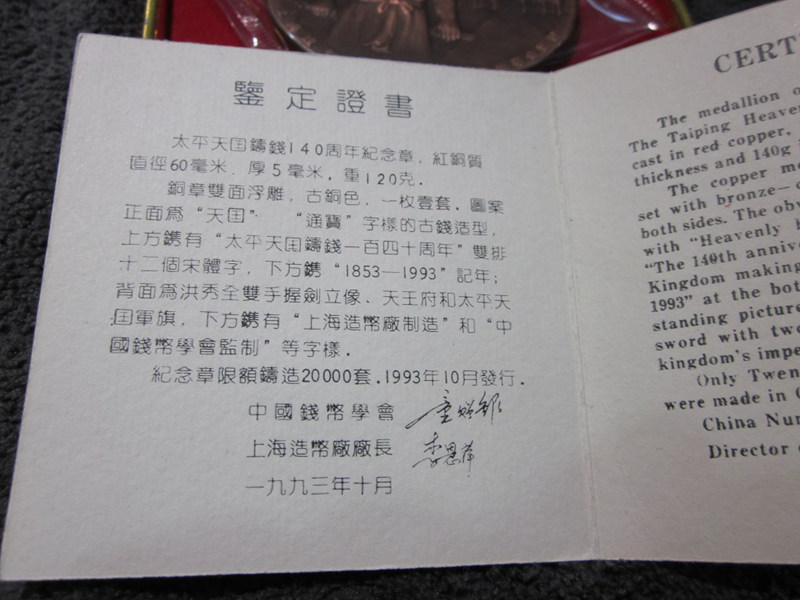 鑒定證書
太平天囯鑄錢140周年紀念章，紅銅質
直徑60毫米．厚5毫米，重120克．
銅章雙面浮雕，古銅色，一枚壹套．圖案
正面爲“天囯”“通寶”字樣的古錢造型，
上方鐫有“太平天囯鑄錢一百四十周年”雙排
十二個宋體字，下方鐫“1853—1993”記年；
背面爲洪秀全雙手握劍立像、天王府和太平天
囯軍旗，下方鐫有“上海造幣廠制造”和“中
國錢幣學會監制”等字樣．
紀念章限額鑄造20000套．1993年10月發行．
中國錢幣學會
上海造幣廠廠長
一九九三年十月
CERT
The medallion o
The Taiping Heave
cast in red copper,
thickness and 140g
The copper me
set with bronze—c
both sides. The obv
with “Heavenly
“The 140th anniv
Kingdom making
1993” at the bot
standing picture
sword with two
kingdom's impe
Only Twen
were made in C
China Nu
Director